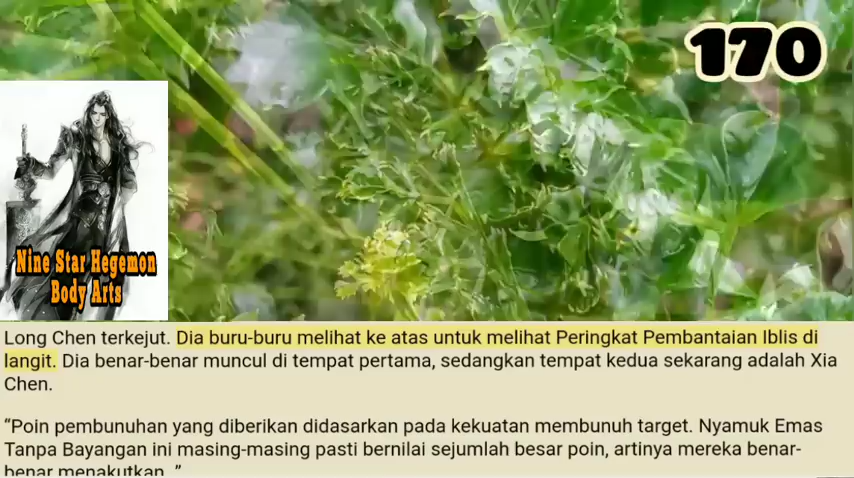 170
Nine Star Hegemon
Body Arts
Long Chen terkejut. Dia buru-buru melihat ke atas untuk melihat Peringkat Pembantaian Iblis di
langit. Dia benar-benar muncul di tempat pertama, sedangkan tempat kedua sekarang adalah Xia
Chen.
“Poin pembunuhan yang diberikan didasarkan pada kekuatan membunuh target. Nyamuk Emas
Tanpa Bayangan ini masing-masing pasti bernilai sejumlah besar poin, artinya mereka benar-
benar menakutkan. ”